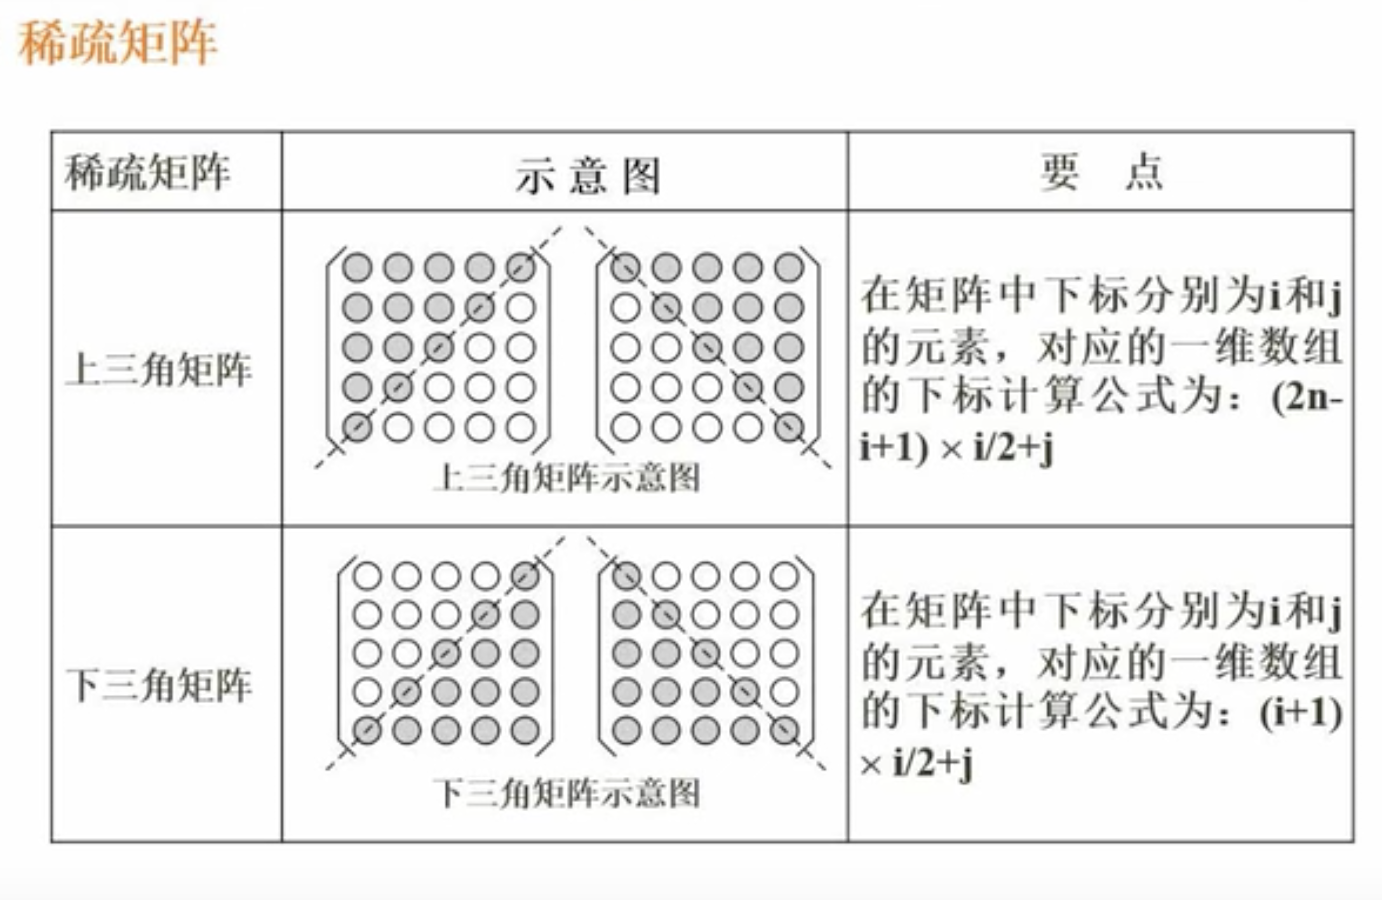 稀疏矩阵
稀疏矩阵
示意图
要 点
上三角矩阵
上三角矩阵示意图
在矩阵中下标分别为i和j
的元素，对应的一维数组
的下标计算公式为：(2n-
i+1) × i/2+j
下三角矩阵
下三角矩阵示意图
在矩阵中下标分别为i和j
的元素，对应的一维数组
的下标计算公式为：(i+1)
× i/2+j